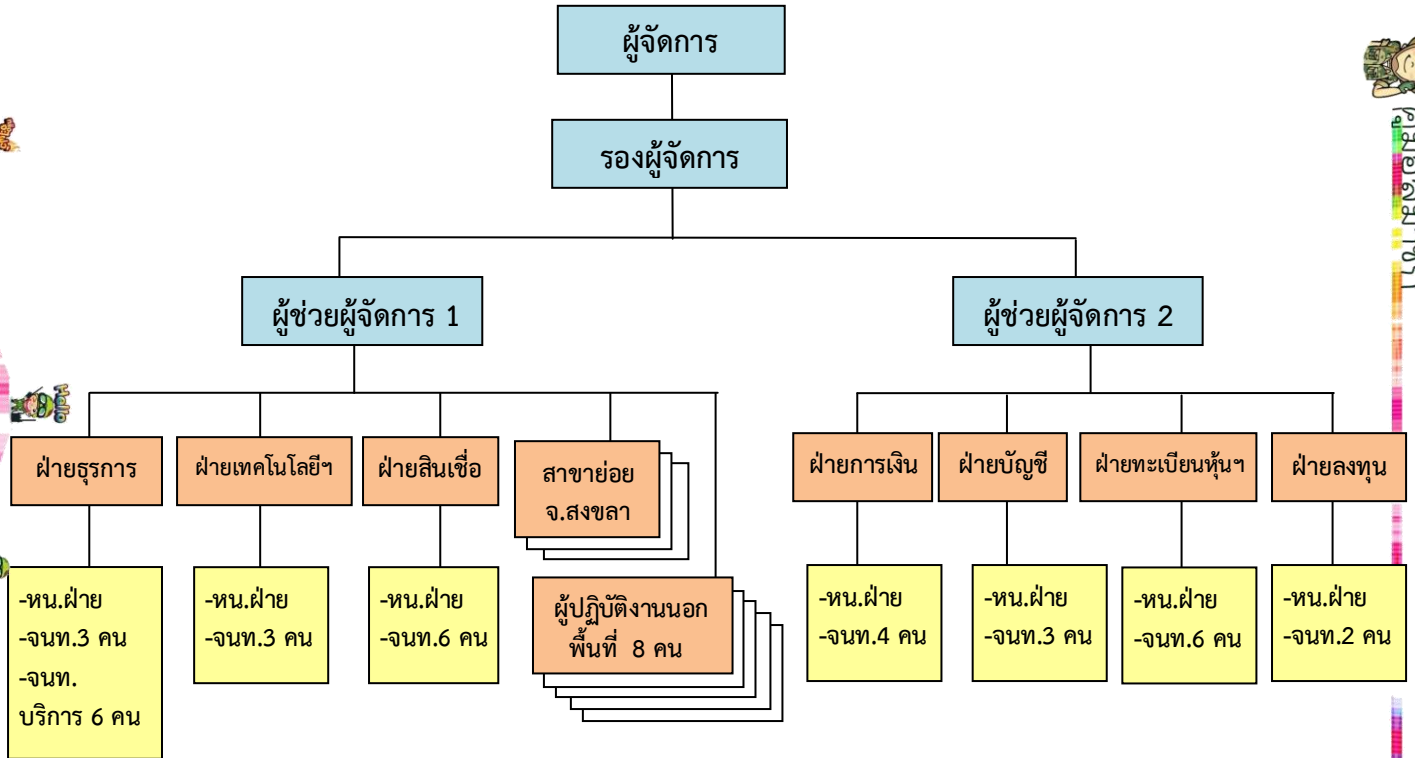 ผู้จัดการ
รองผู้จัดการ
ผู้ช่วยผู้จัดการ 1
ผู้ช่วยผู้จัดการ 2
ฝ่ายธุรการ
ฝ่ายเทคโนโลยีฯ
ฝ่ายสินเชื่อ
สาขาย่อย
จ.สงขลา
ฝ่ายการเงิน
ฝ่ายบัญชี
ฝ่ายทะเบียนหุ้นฯ
ฝ่ายลงทุน
-หน.ฝ่าย
-จนท.3 คน
-จนท.
บริการ 6 คน
-หน.ฝ่าย
-จนท.3 คน
-หน.ฝ่าย
-จนท.6 คน
ผู้ปฏิบัติงานนอก
พื้นที่ 8 คน
-หน.ฝ่าย
-จนท.4 คน
-หน.ฝ่าย
-จนท.3 คน
-หน.ฝ่าย
-จนท.6 คน
-หน.ฝ่าย
-จนท.2 คน
Hello